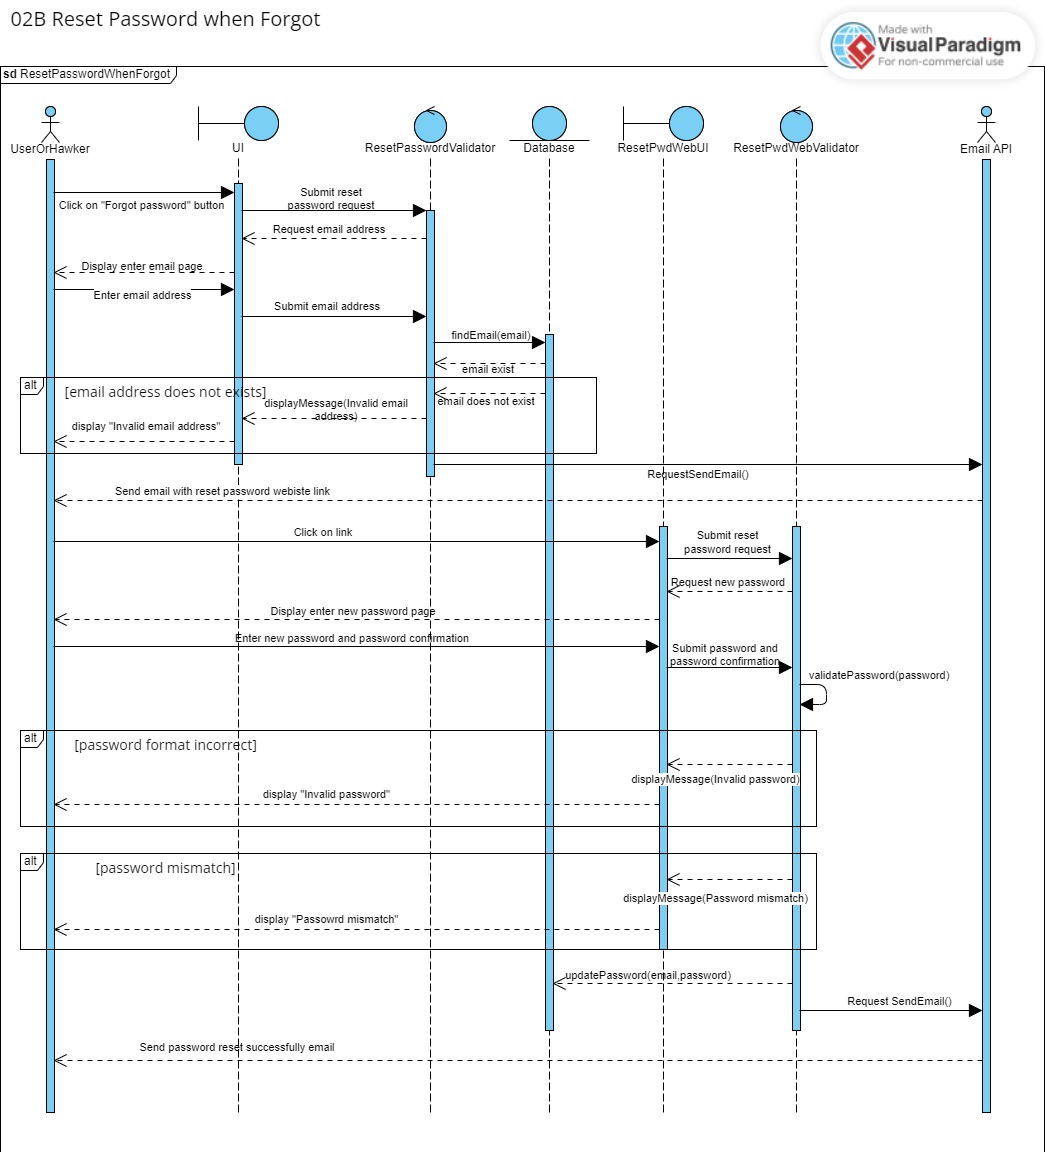 02B Reset Password when Forgot
Made with
Visual Paradigm
For non-commercial use
sd ResetPasswordWhenForgot
UserOrHawker
UI
ResetPasswordValidator
Database
ResetPwdWebUI
ResetPwdWebValidator
Email API
Click on "Forgot password" button
Submit reset
password request
Request email address
Display enter email page
Enter email address
Submit email address
findEmail(email)
email exist
alt
[email address does not exists]
email does not exist
displayMessage(Invalid email
address)
display "Invalid email address"
RequestSendEmail()
Send email with reset password webiste link
Click on link
Submit reset
password request
Request new password
Display enter new password page
Enter new password and password confirmation
Submit password and
password confirmation
validatePassword(password)
alt
[password format incorrect]
displayMessage(Invalid password)
display "Invalid password"
alt
[password mismatch]
displayMessage(Password mismatch)
display "Passowrd mismatch"
updatePassword(email,password)
Request SendEmail()
Send password reset successfully email